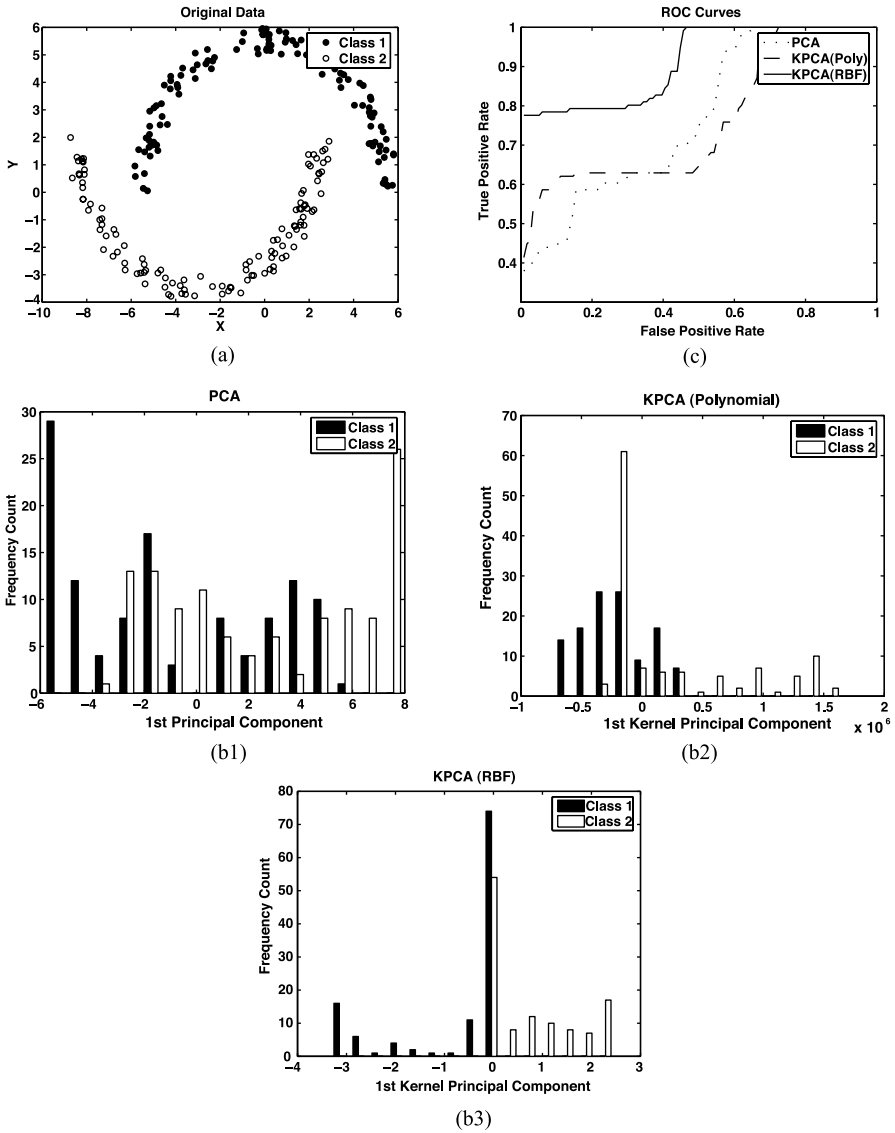 Original Data
6
5
4
3
2
1
0
−1
−2
−3
−4
Y
−10 −8 −6 −4 −2 0 2 4 6
X
Class 1
Class 2
(a)
ROC Curves
1
0.9
0.8
0.7
0.6
0.5
0.4
True Positive Rate
0 0.2 0.4 0.6 0.8 1
False Positive Rate
PCA
KPCA(Poly)
KPCA(RBF)
(c)
PCA
30
25
20
15
10
5
0
Frequency Count
−6 −4 −2 0 2 4 6 8
1st Principal Component
Class 1
Class 2
(b1)
KPCA (Polynomial)
70
60
50
40
30
20
10
0
Frequency Count
−1 −0.5 0 0.5 1 1.5 2
1st Kernel Principal Component
x 10⁶
Class 1
Class 2
(b2)
KPCA (RBF)
80
70
60
50
40
30
20
10
0
Frequency Count
−4 −3 −2 −1 0 1 2 3
1st Kernel Principal Component
Class 1
Class 2
(b3)